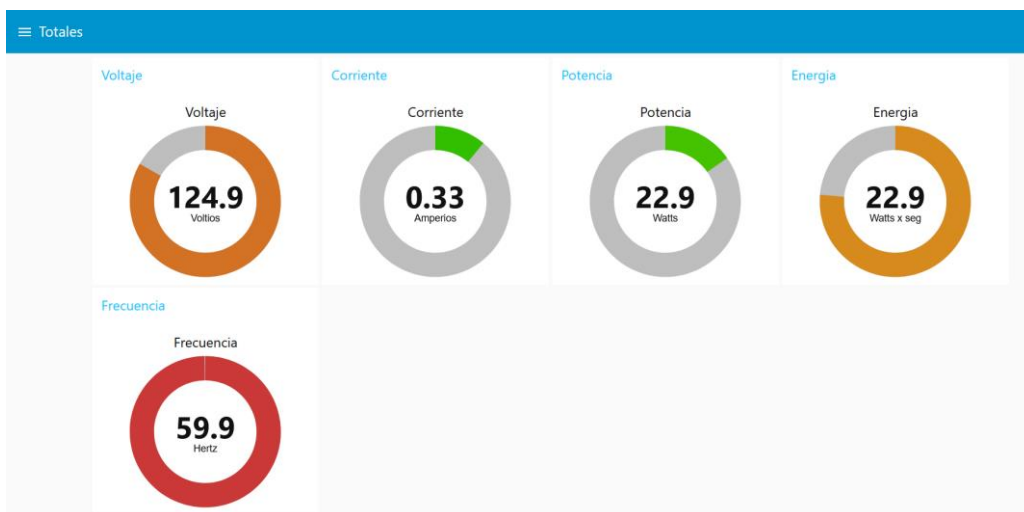 Totales
Voltaje
Corriente
Potencia
Energia
Voltaje
124.9
Voltios
Corriente
0.33
Amperios
Potencia
22.9
Watts
Energia
22.9
Watts x seg
Frecuencia
Frecuencia
59.9
Hertz